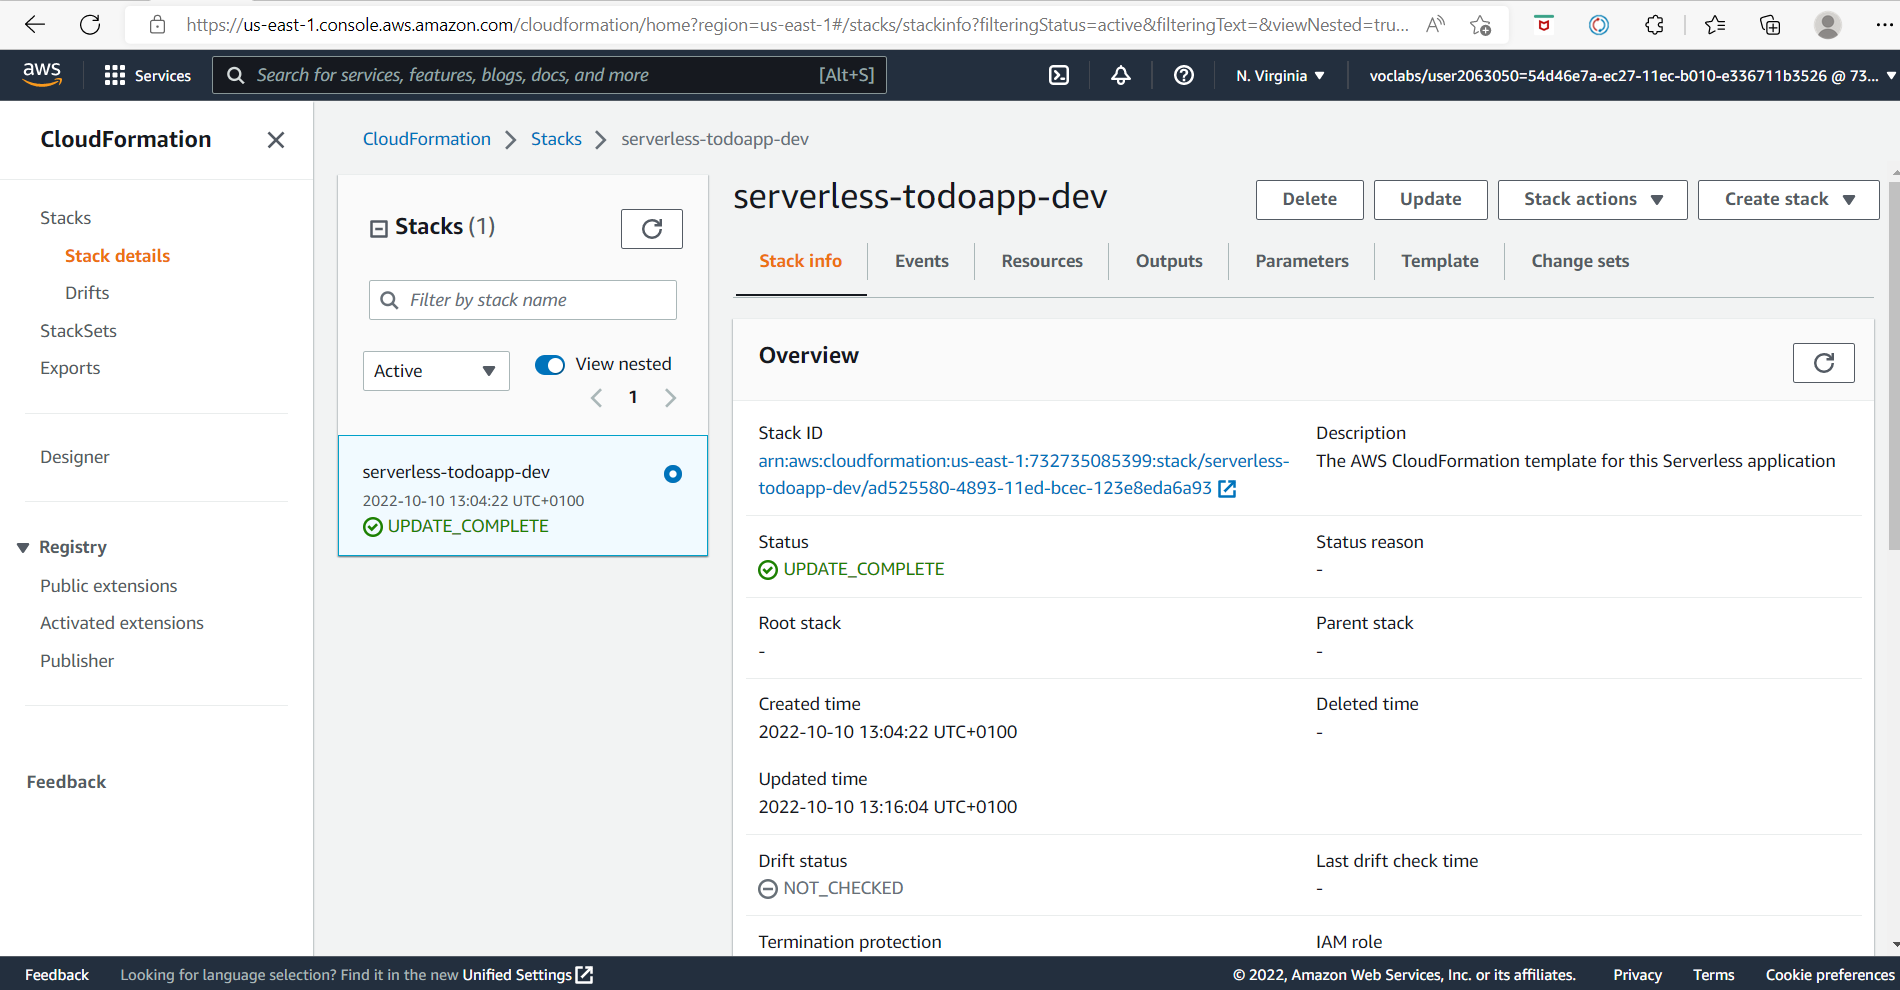 https://us-east-1.console.aws.amazon.com/cloudformation/home?region=us-east-1#/stacks/stackinfo?filteringStatus=active&filteringText=&viewNested=tru...
aws
Services
Search for services, features, blogs, docs, and more [Alt+S]
N. Virginia
voclabs/user2063050=54d46e7a-ec27-11ec-b010-e336711b3526 @ 73...
CloudFormation
Stacks
Stack details
Drifts
StackSets
Exports
Designer
Registry
Public extensions
Activated extensions
Publisher
Feedback
CloudFormation > Stacks > serverless-todoapp-dev
Stacks (1)
Filter by stack name
Active
View nested
1
serverless-todoapp-dev
2022-10-10 13:04:22 UTC+0100
UPDATE_COMPLETE
serverless-todoapp-dev
Delete
Update
Stack actions
Create stack
Stack info
Events
Resources
Outputs
Parameters
Template
Change sets
Overview
Stack ID
arn:aws:cloudformation:us-east-1:732735085399:stack/serverless-
todoapp-dev/ad525580-4893-11ed-bcec-123e8eda6a93
Description
The AWS CloudFormation template for this Serverless application
Status
UPDATE_COMPLETE
Status reason
-
Root stack
-
Parent stack
-
Created time
2022-10-10 13:04:22 UTC+0100
Deleted time
-
Updated time
2022-10-10 13:16:04 UTC+0100
Drift status
NOT_CHECKED
Last drift check time
-
Termination protection
IAM role
Feedback
Looking for language selection? Find it in the new Unified Settings
© 2022, Amazon Web Services, Inc. or its affiliates.
Privacy
Terms
Cookie preferences